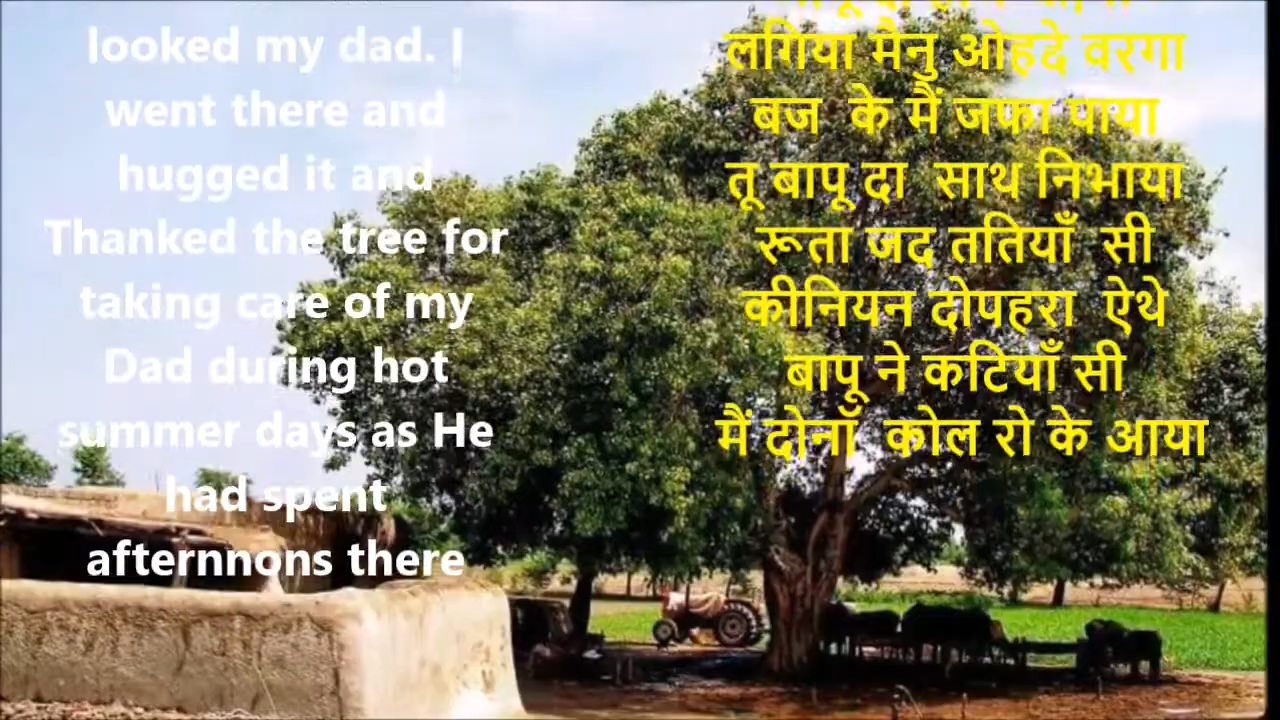 looked my dad. I
went there and
hugged it and
Thanked the tree for
taking care of my
Dad during hot
summer days as He
had spent
afternnons there
लगिया मैनु ओहदे वरगा
बज के मैं जफा पाया
तू बापू दा साथ निभाया
रूता जद ततियाँ सी
कीनियन दोपहरा ऐथे
बापू ने कटियाँ सी
मैं दोनाॅ कोल रो के आया